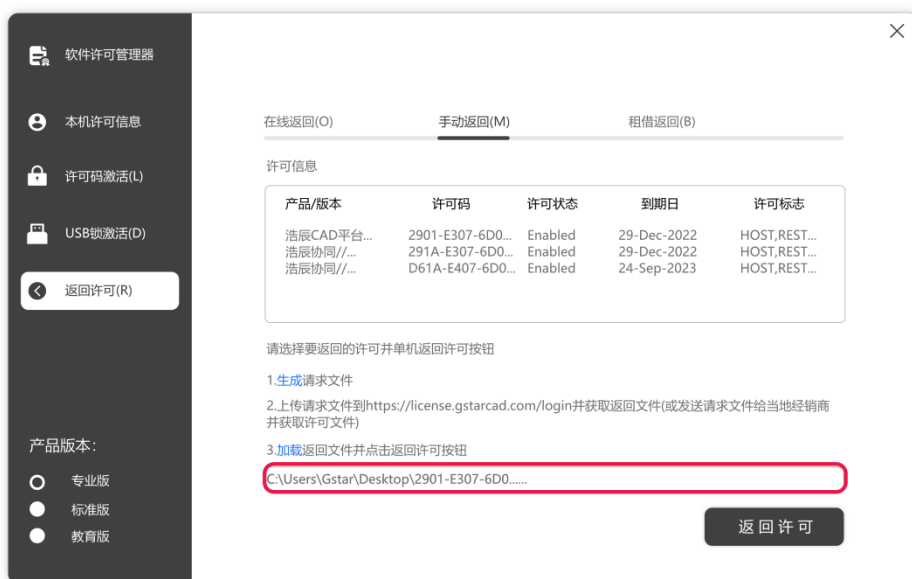 软件许可管理器
本机许可信息
许可码激活(L)
USB锁激活(D)
返回许可(R)
产品版本:
专业版
标准版
教育版
在线返回(O) 手动返回(M) 租借返回(B)
许可信息
产品/版本 许可码 许可状态 到期日 许可标志
浩辰CAD平台... 2901-E307-6D0... Enabled 29-Dec-2022 HOST,REST...
浩辰协同//... 291A-E307-6D0... Enabled 29-Dec-2022 HOST,REST...
浩辰协同//... D61A-E407-6D0... Enabled 24-Sep-2023 HOST,REST...
请选择要返回的许可并单机返回许可按钮
1.生成请求文件
2.上传请求文件到https://license.gstarcad.com/login并获取返回文件(或发送请求文件给当地经销商
并获取许可文件)
3.加载返回文件并点击返回许可按钮
C:\Users\Gstar\Desktop\2901-E307-6D0......
返回许可